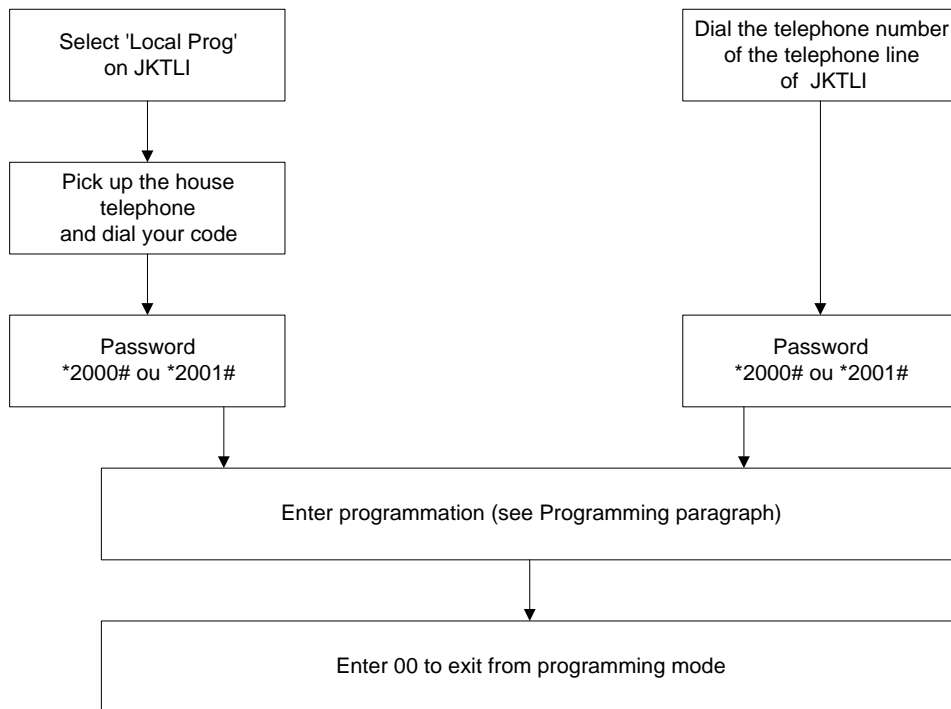 Select 'Local Prog'
on JKTLI
Dial the telephone number
of the telephone line
of  JKTLI
Pick up the house
telephone
and dial your code
Password
*2000# ou *2001#
Password
*2000# ou *2001#
Enter programmation (see Programming paragraph)
Enter 00 to exit from programming mode